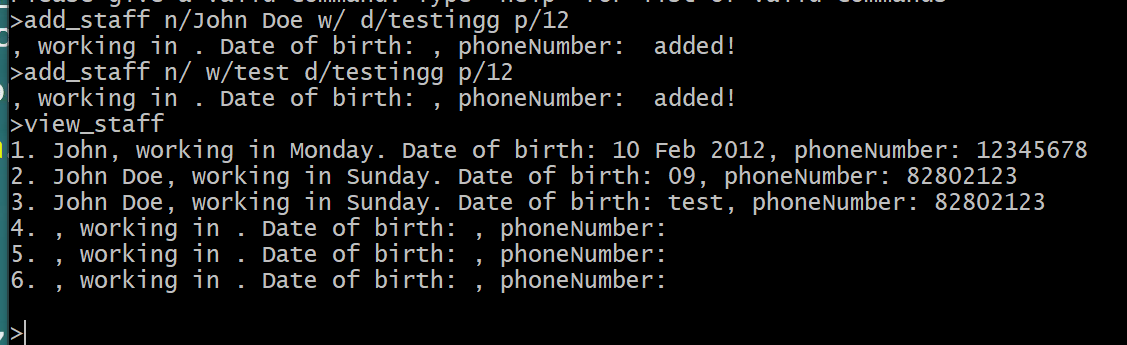 >add_staff n/John Doe w/ d/testingg p/12
, working in . Date of birth: , phoneNumber:  added!
>add_staff n/ w/test d/testingg p/12
, working in . Date of birth: , phoneNumber:  added!
>view_staff
1. John, working in Monday. Date of birth: 10 Feb 2012, phoneNumber: 12345678
2. John Doe, working in Sunday. Date of birth: 09, phoneNumber: 82802123
3. John Doe, working in Sunday. Date of birth: test, phoneNumber: 82802123
4. , working in . Date of birth: , phoneNumber:
5. , working in . Date of birth: , phoneNumber:
6. , working in . Date of birth: , phoneNumber:
>